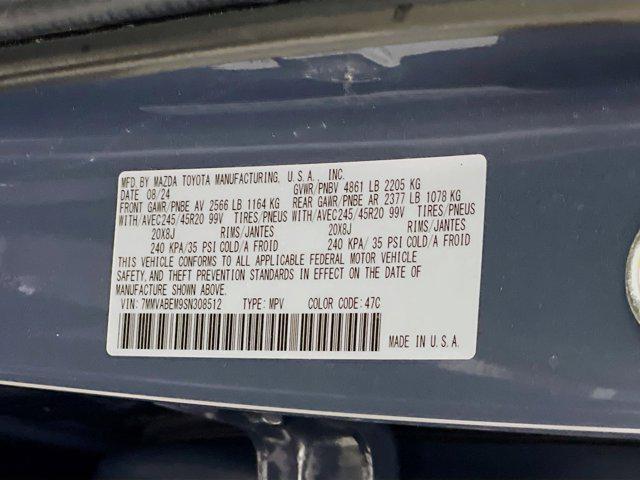 MFD. BY MAZDA TOYOTA MANUFACTURING, U.S.A., INC.
DATE 08/24 GVWR/PNBV 4861 LB 2205 KG
FRONT GAWR/PNBE AV 2566 LB 1164 KG REAR GAWR/PNBE AR 2377 LB 1078 KG
WITH/AVEC245/45R20 99V TIRES/PNEUS WITH/AVEC245/45R20 99V TIRES/PNEUS
20X8J RIMS/JANTES 20X8J RIMS/JANTES
240 KPA/35 PSI COLD/A FROID 240 KPA/35 PSI COLD/A FROID
THIS VEHICLE CONFORMS TO ALL APPLICABLE FEDERAL MOTOR VEHICLE
SAFETY, AND THEFT PREVENTION STANDARDS IN EFFECT ON THE DATE OF
MANUFACTURE SHOWN ABOVE.
VIN: 7MMVABEM9SN308512 TYPE: MPV COLOR CODE: 47C
MADE IN U.S.A.